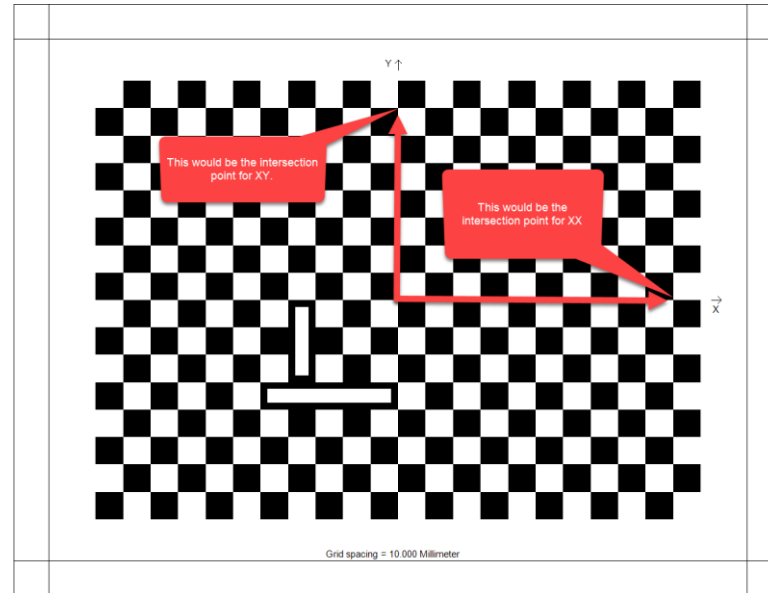 Y
This would be the intersection
point for XY.
This would be the
intersection point for XX
X
Grid spacing = 10.000 Millimeter